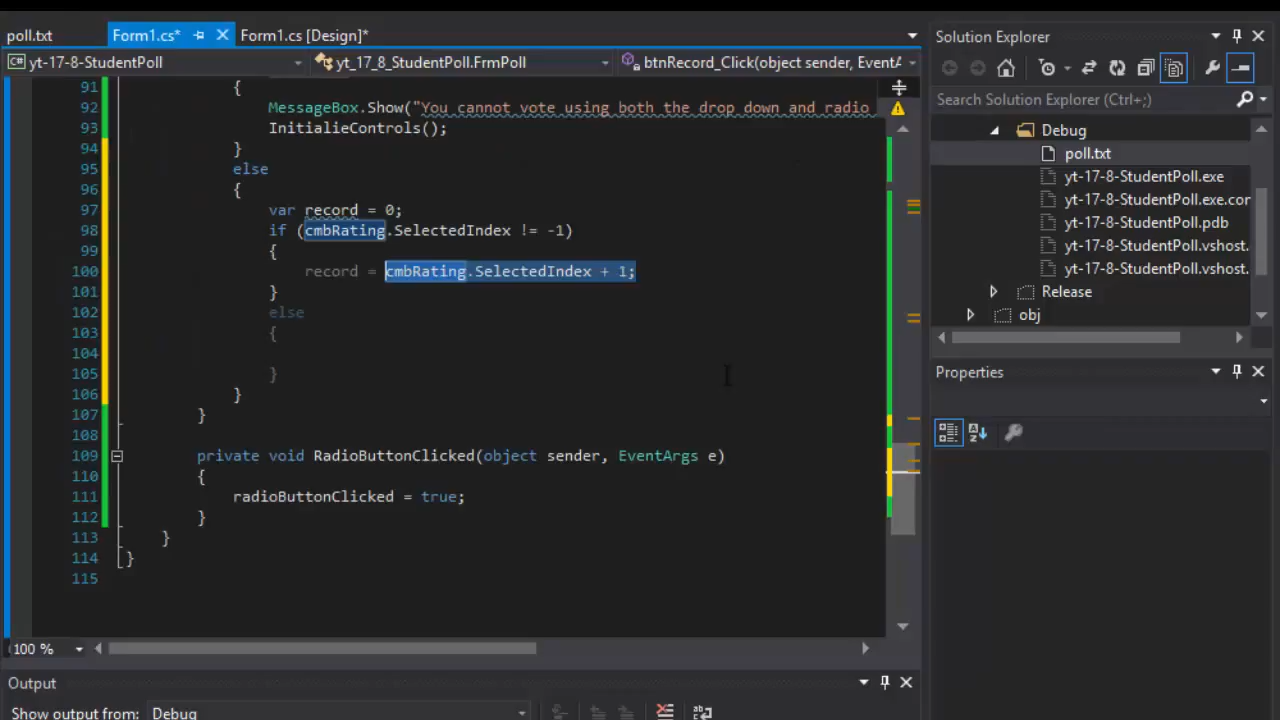 poll.txt
Form1.cs*
Form1.cs [Design]*
yt-17-8-StudentPoll
yt_17_8_StudentPoll.FrmPoll
btnRecord_Click(object sender, EventA
91 {
92 MessageBox.Show("You cannot vote using both the drop down and radio
93 InitialieControls();
94 }
95 else
96 {
97 var record = 0;
98 if (cmbRating.SelectedIndex != -1)
99 {
100 record = cmbRating.SelectedIndex + 1;
101 }
102 else
103 {
104
105 }
106 }
107 }
108
109 private void RadioButtonClicked(object sender, EventArgs e)
110 {
111 radioButtonClicked = true;
112 }
113 }
114 }
115
100 %
Output
Show output from: Debug
Solution Explorer
Search Solution Explorer (Ctrl+;)
Debug
poll.txt
yt-17-8-StudentPoll.exe
yt-17-8-StudentPoll.exe.cor
yt-17-8-StudentPoll.pdb
yt-17-8-StudentPoll.vshost.
yt-17-8-StudentPoll.vshost.
Release
obj
Properties